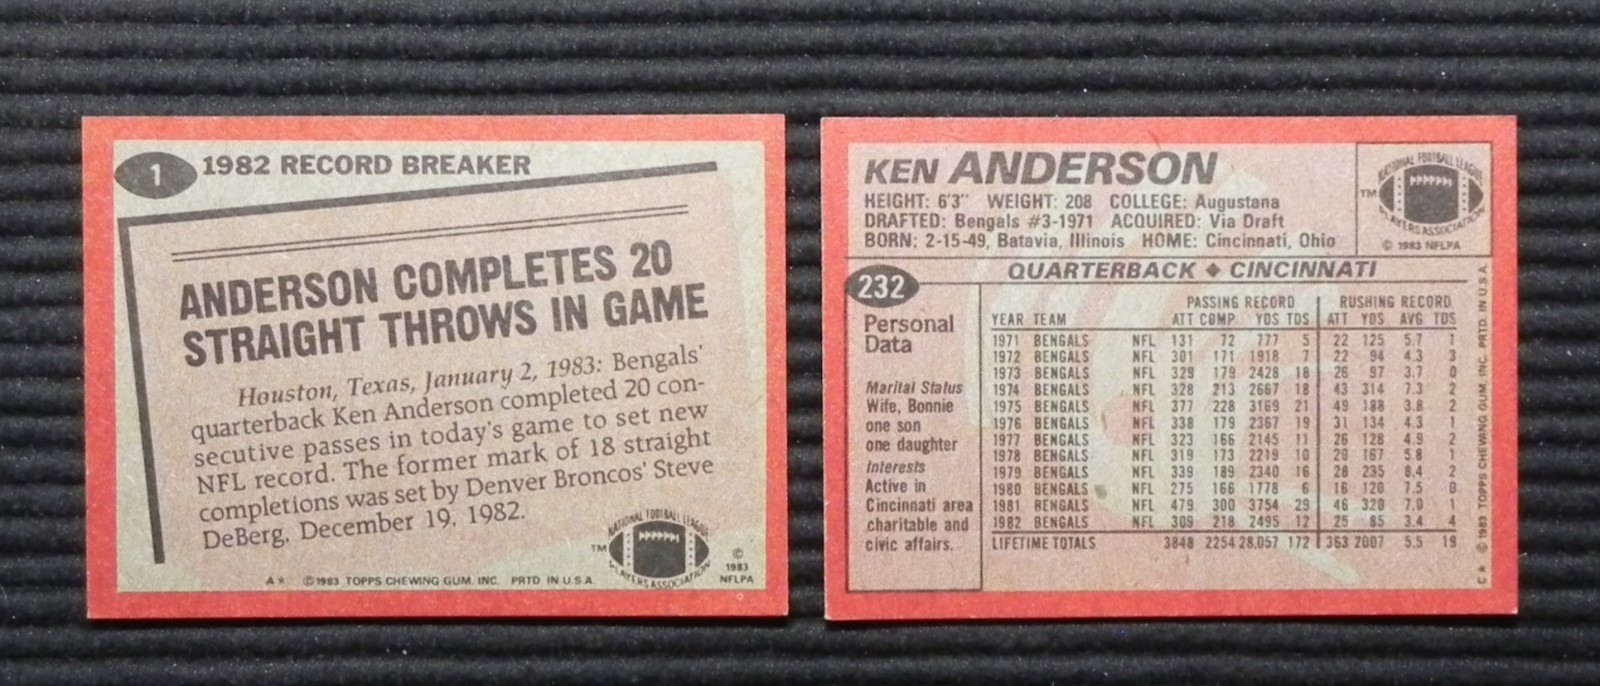 1
1982 RECORD BREAKER
ANDERSON COMPLETES 20
STRAIGHT THROWS IN GAME
Houston, Texas, January 2, 1983: Bengals'
quarterback Ken Anderson completed 20 con-
secutive passes in today's game to set new
NFL record. The former mark of 18 straight
completions was set by Denver Broncos' Steve
DeBerg, December 19, 1982.
NATIONAL FOOTBALL LEAGUE
TM
PLAYERS ASSOCIATION
©
1983
NFLPA
A* ©1983 TOPPS CHEWING GUM, INC. PRTD IN U.S.A.
KEN ANDERSON
HEIGHT: 6'3" WEIGHT: 208 COLLEGE: Augustana
DRAFTED: Bengals #3-1971 ACQUIRED: Via Draft
BORN: 2-15-49, Batavia, Illinois HOME: Cincinnati, Ohio
NATIONAL FOOTBALL LEAGUE
TM
PLAYERS ASSOCIATION
© 1983 NFLPA
232
QUARTERBACK ♦ CINCINNATI
Personal
Data
Marital Status
Wife, Bonnie
one son
one daughter
Interests
Active in
Cincinnati area
charitable and
civic affairs.
PASSING RECORD RUSHING RECORD
YEAR TEAM ATT COMP YDS TDS ATT YDS AVG TDS
1971 BENGALS NFL 131 72 777 5 22 125 5.7 1
1972 BENGALS NFL 301 171 1918 7 22 94 4.3 3
1973 BENGALS NFL 329 179 2428 18 26 97 3.7 0
1974 BENGALS NFL 328 213 2667 18 43 314 7.3 2
1975 BENGALS NFL 377 228 3169 21 49 188 3.8 2
1976 BENGALS NFL 338 179 2367 19 31 134 4.3 1
1977 BENGALS NFL 323 166 2145 11 26 128 4.9 2
1978 BENGALS NFL 319 173 2219 10 29 167 5.8 1
1979 BENGALS NFL 339 189 2340 16 28 235 8.4 2
1980 BENGALS NFL 275 166 1778 6 16 120 7.5 0
1981 BENGALS NFL 479 300 3754 29 46 320 7.0 1
1982 BENGALS NFL 309 218 2495 12 25 85 3.4 4
LIFETIME TOTALS 3848 2254 28,057 172 363 2007 5.5 19
C* © 1983 TOPPS CHEWING GUM, INC. PRTD. IN U.S.A.